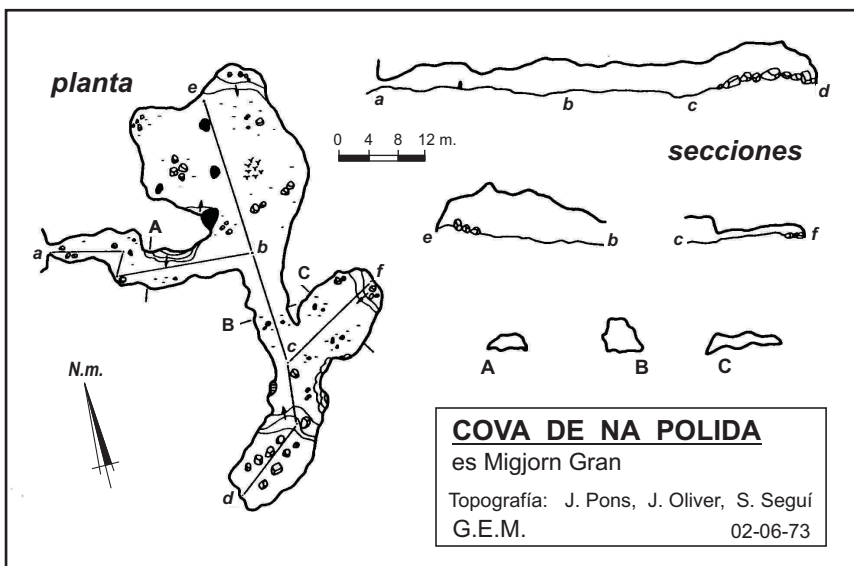 planta
e
a
A
b
B
C
c
f
d
0 4 8 12 m.
N.m.
a
b
c
d
secciones
e
b
c
f
A
B
C
COVA DE NA POLIDA
es Migjorn Gran
Topografía: J. Pons, J. Oliver, S. Seguí
G.E.M. 02-06-73